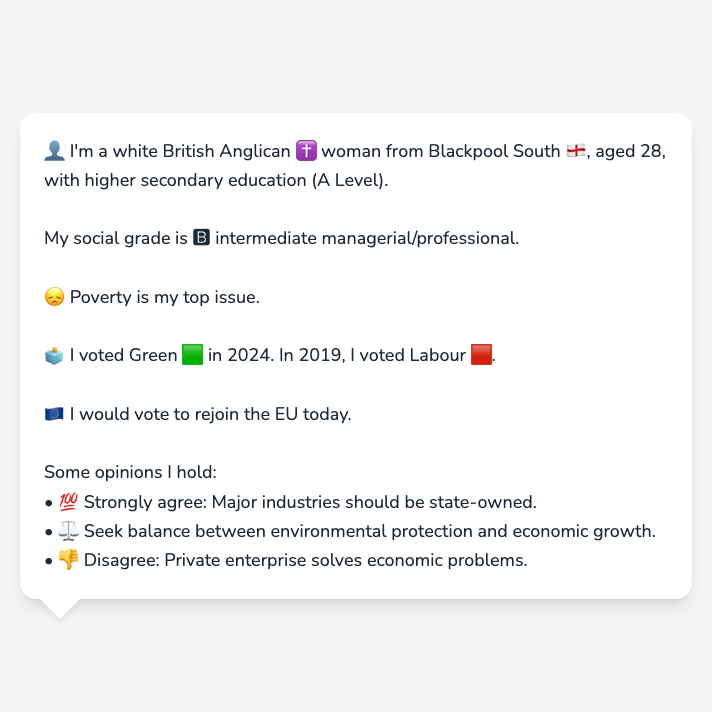 👤 I'm a white British Anglican ✝️ woman from Blackpool South 🏴󠁧󠁢󠁥󠁮󠁧󠁿, aged 28,
with higher secondary education (A Level).
My social grade is 🅱 intermediate managerial/professional.
😞 Poverty is my top issue.
🗳️ I voted Green 🟩 in 2024. In 2019, I voted Labour 🟥.
🇪🇺 I would vote to rejoin the EU today.
Some opinions I hold:
• 💯 Strongly agree: Major industries should be state-owned.
• ⚖️ Seek balance between environmental protection and economic growth.
• 👎 Disagree: Private enterprise solves economic problems.